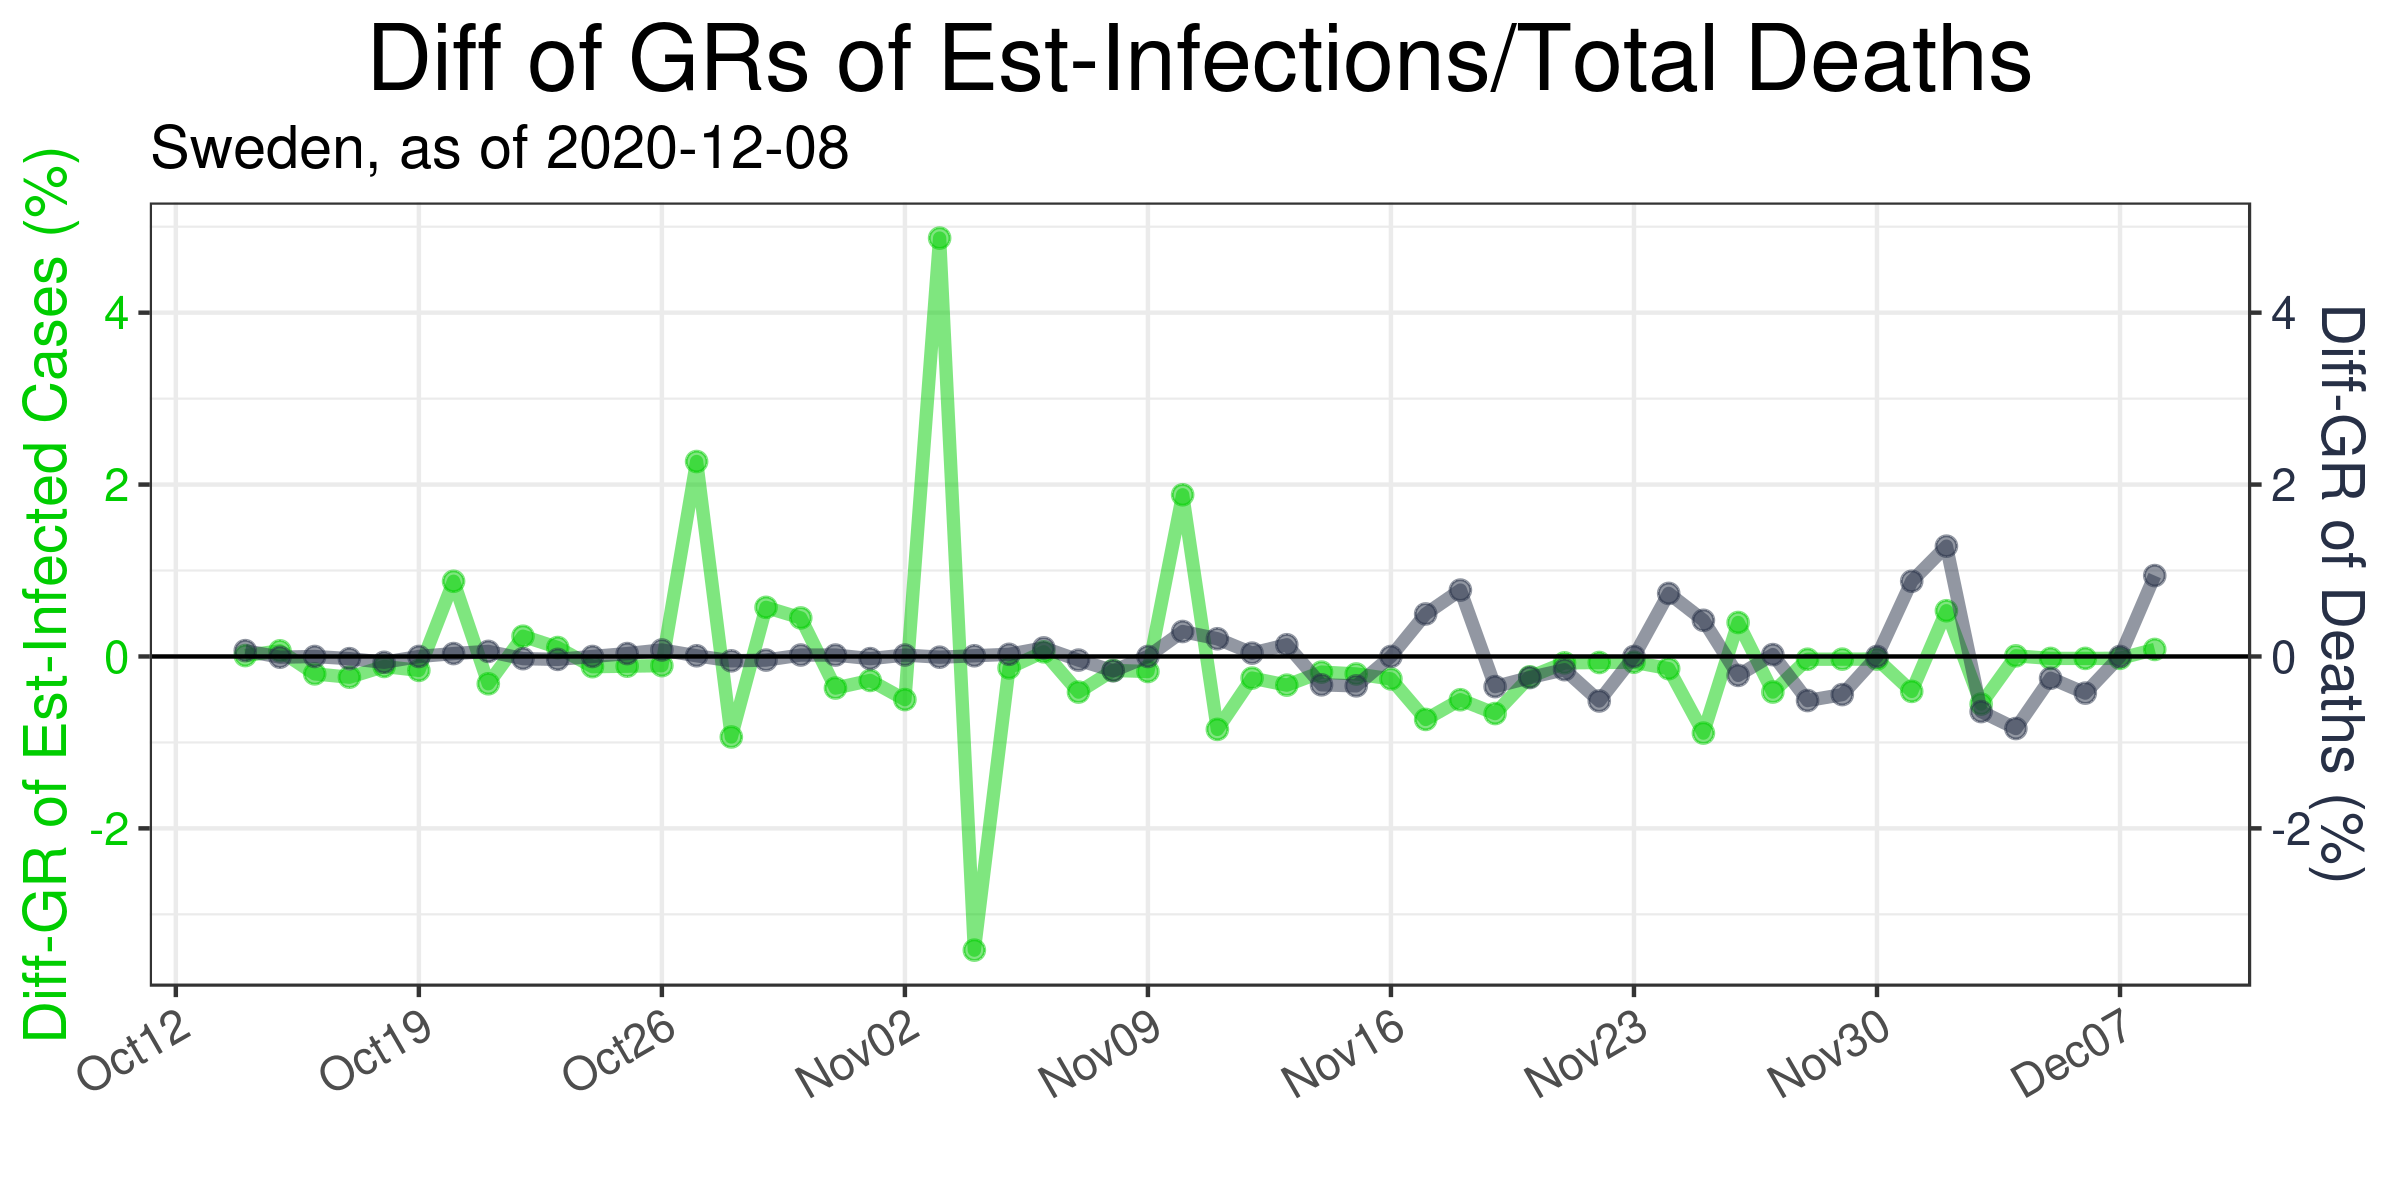 Diff of GRs of Est-Infections/Total Deaths
Sweden, as of 2020-12-08
Diff-GR of Est-Infected Cases (%)
4
2
0
-2
4
2
0
-2
Diff-GR of Deaths (%)
Oct12
Oct19
Oct26
Nov02
Nov09
Nov16
Nov23
Nov30
Dec07